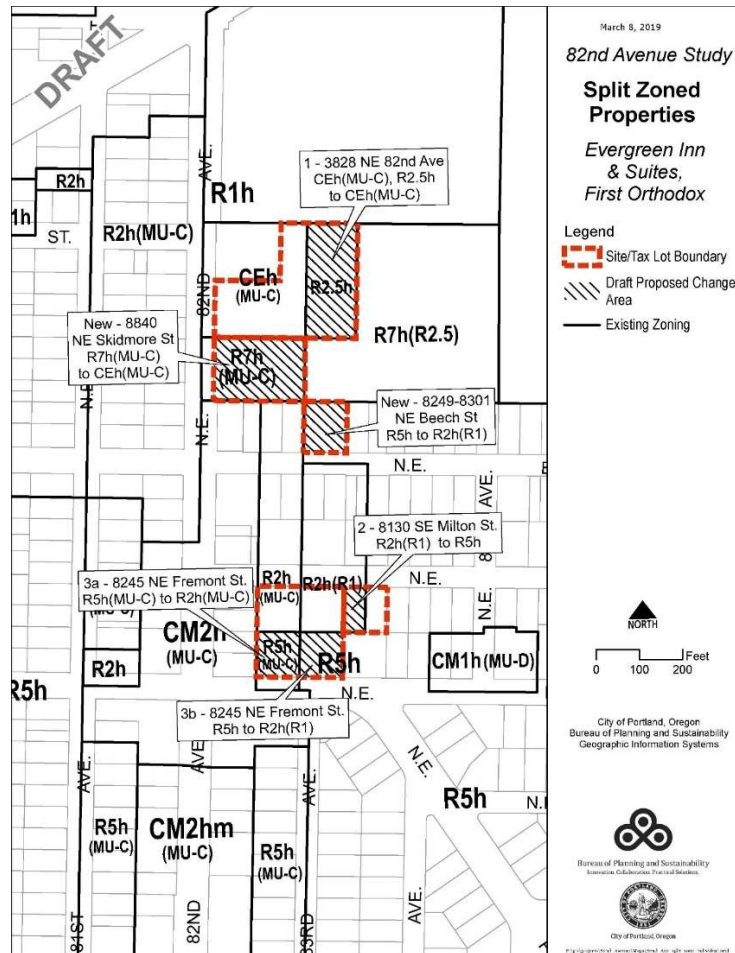 March 8, 2019
82nd Avenue Study
Split Zoned
Properties
Evergreen Inn
& Suites,
First Orthodox
Legend
Site/Tax Lot Boundary
Draft Proposed Change
Area
Existing Zoning
NORTH
0 100 200 Feet
City of Portland, Oregon
Bureau of Planning and Sustainability
Geographic Information Systems
Bureau of Planning and Sustainability
Innovation. Collaboration. Practical Solutions.
City of Portland, Oregon
DRAFT
AVE.
1 - 3828 NE 82nd Ave
CEh(MU-C), R2.5h
to CEh(MU-C)
R2h
R1h
1h
ST.
R2h(MU-C)
82ND
CEh
(MU-C)
R2.5h
R7h(R2.5)
New - 8840
NE Skidmore St
R7h(MU-C)
to CEh(MU-C)
R7h
(MU-C)
N.E.
New - 8249-8301
NE Beech St
R5h to R2h(R1)
N.E.
AVE.
2 - 8130 SE Milton St.
R2h(R1) to R5h
3a - 8245 NE Fremont St.
R5h(MU-C) to R2h(MU-C)
R2h
(MU-C)
R2h(R1)
N.E.
N.E.
CM2h
(MU-C)
R2h
R5h
(MU-C)
R5h
CM1h (MU-D)
R5h
N.E.
3b - 8245 NE Fremont St.
R5h to R2h(R1)
N.E.
R5h
AVE.
AVE.
AVE.
R5h
(MU-C)
CM2hm
(MU-C)
R5h
(MU-C)
AVE.
81ST
82ND
83RD